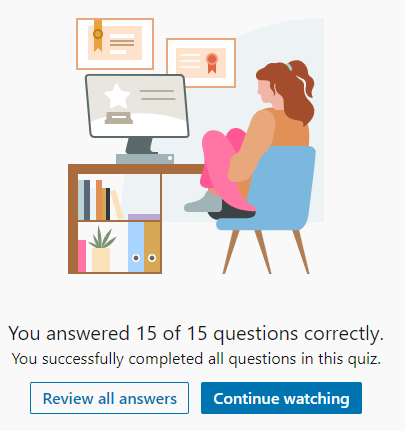 You answered 15 of 15 questions correctly.
You successfully completed all questions in this quiz.
Review all answers
Continue watching